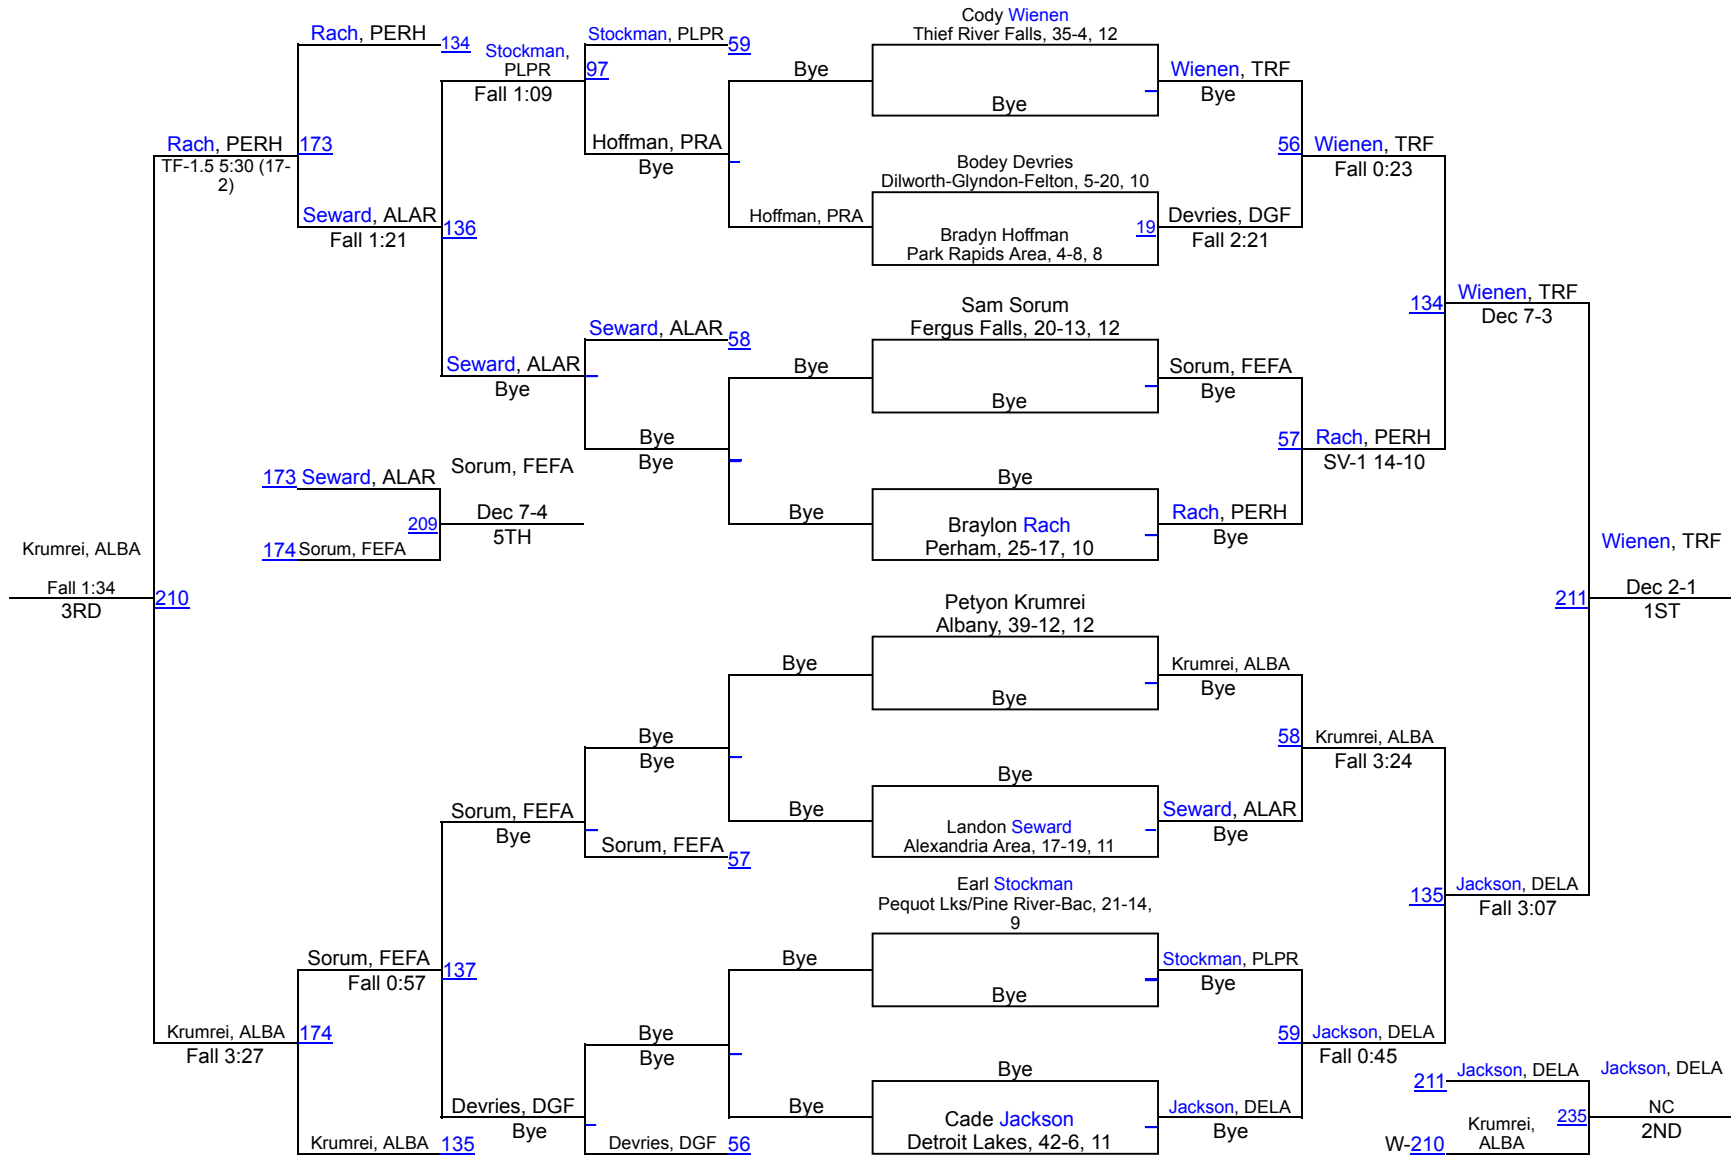 Rach, PERH
134
Stockman,
PLPR
Fall 1:09
97
Stockman, PLPR
59
Cody Wienen
Thief River Falls, 35-4, 12
Bye
Bye
Wienen, TRF
Bye
Rach, PERH
TF-1.5 5:30 (17-
2)
173
Hoffman, PRA
Bye
56
Wienen, TRF
Fall 0:23
Bodey Devries
Dilworth-Glyndon-Felton, 5-20, 10
Seward, ALAR
Fall 1:21
136
Hoffman, PRA
Bradyn Hoffman
Park Rapids Area, 4-8, 8
19
Devries, DGF
Fall 2:21
134
Wienen, TRF
Dec 7-3
Sam Sorum
Fergus Falls, 20-13, 12
Seward, ALAR
58
Seward, ALAR
Bye
Bye
Bye
Sorum, FEFA
Bye
Bye
Bye
57
Rach, PERH
SV-1 14-10
Sorum, FEFA
173
Seward, ALAR
Bye
Dec 7-4
5TH
209
Bye
Braylon Rach
Perham, 25-17, 10
Rach, PERH
Bye
174
Sorum, FEFA
Krumrei, ALBA
Fall 1:34
3RD
210
Wienen, TRF
Dec 2-1
1ST
211
Petyon Krumrei
Albany, 39-12, 12
Bye
Bye
Krumrei, ALBA
Bye
Bye
Bye
58
Krumrei, ALBA
Fall 3:24
Bye
Sorum, FEFA
Bye
Bye
Landon Seward
Alexandria Area, 17-19, 11
Seward, ALAR
Bye
Sorum, FEFA
57
Earl Stockman
Pequot Lks/Pine River-Bac, 21-14,
9
135
Jackson, DELA
Fall 3:07
Sorum, FEFA
Fall 0:57
137
Bye
Bye
Stockman, PLPR
Bye
Krumrei, ALBA
Fall 3:27
174
Bye
Bye
59
Jackson, DELA
Fall 0:45
Bye
211
Jackson, DELA
Jackson, DELA
Devries, DGF
Bye
Bye
Cade Jackson
Detroit Lakes, 42-6, 11
Jackson, DELA
Bye
235
NC
2ND
Krumrei, ALBA
135
Devries, DGF
56
W-210
Krumrei,
ALBA